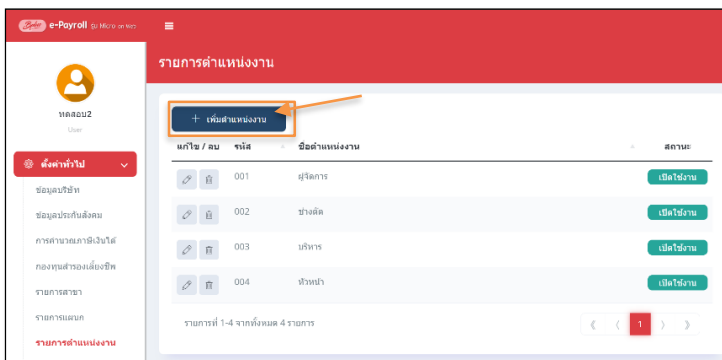 e-Payroll รุ่น Micro on Web
รายการตำแหน่งงาน
ทดสอบ2
User
ตั้งค่าทั่วไป
ข้อมูลบริษัท
ข้อมูลประกันสังคม
การคำนวณภาษีเงินได้
กองทุนสำรองเลี้ยงชีพ
รายการสาขา
รายการแผนก
รายการตำแหน่งงาน
+ เพิ่มตำแหน่งงาน
แก้ไข / ลบ รหัส ชื่อตำแหน่งงาน สถานะ
001 ผู้จัดการ เปิดใช้งาน
002 ช่างตัด เปิดใช้งาน
003 บริหาร เปิดใช้งาน
004 หัวหน้า เปิดใช้งาน
รายการที่ 1-4 จากทั้งหมด 4 รายการ
《 〈 1 〉 》